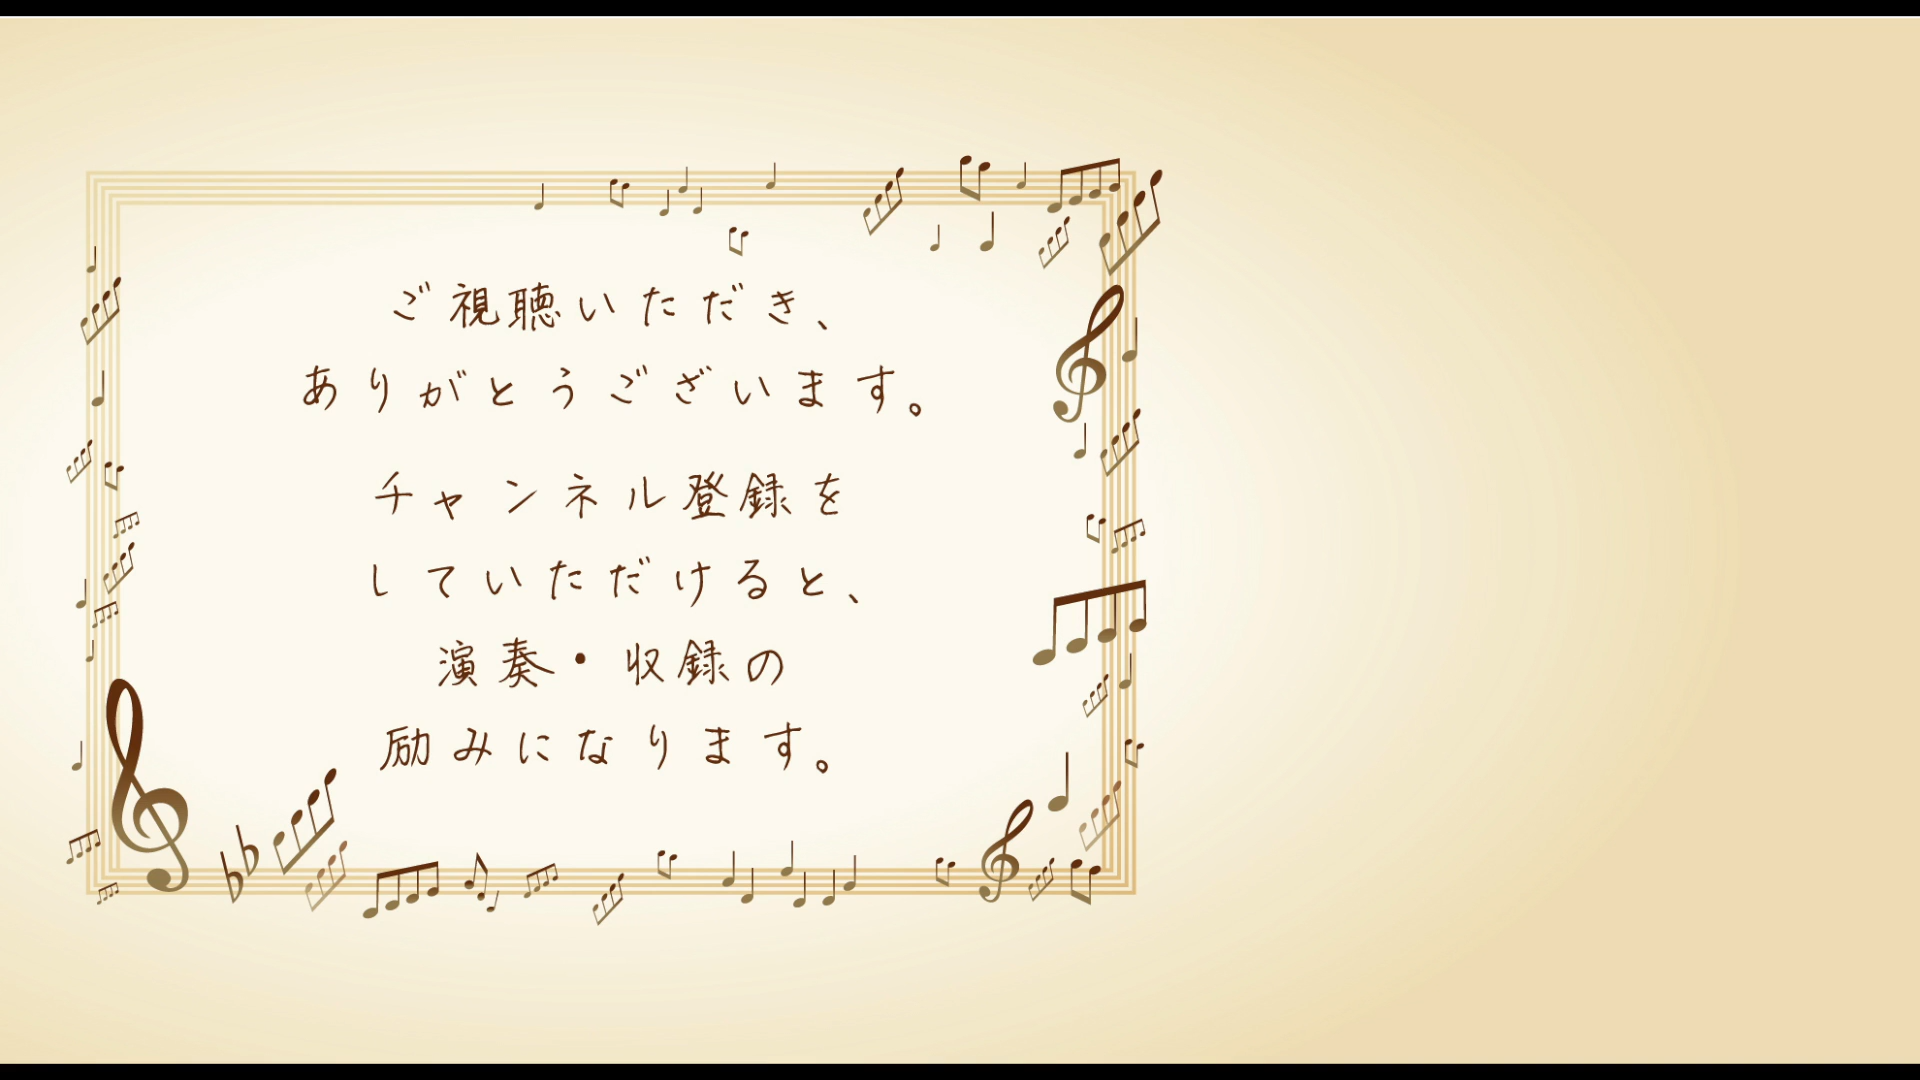 ご視聴いただき、
ありがとうございます。
チャンネル登録を
していただけると、
演奏・収録の
励みになります。